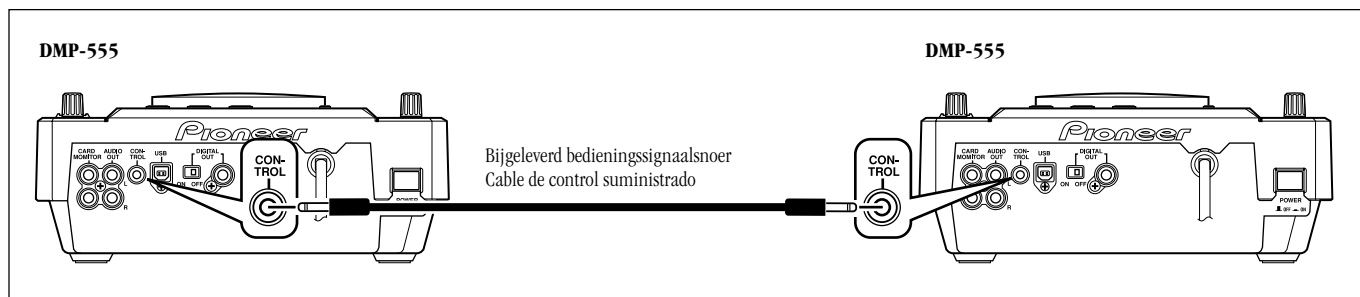 DMP-555
Pioneer
CARD
MONITOR
AUDIO
OUT
CON-
TROL
USB
DIGITAL
OUT
L
R
ON OFF
CON-
TROL
POWER
Bijgeleverd bedieningssignaalsnoer
Cable de control suministrado
DMP-555
Pioneer
CARD
MONITOR
AUDIO
OUT
CON-
TROL
USB
DIGITAL
OUT
L
R
ON OFF
CON-
TROL
POWER
OFF ON